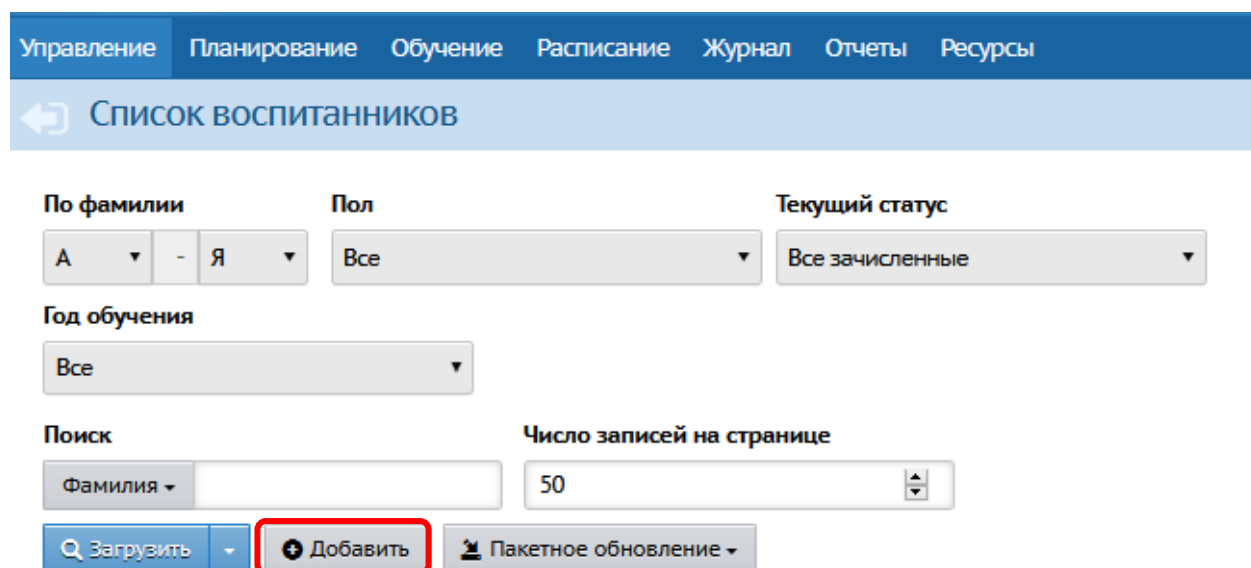 Управление Планирование Обучение Расписание Журнал Отчеты Ресурсы
Список воспитанников
По фамилии Пол Текущий статус
А - Я Все Все зачисленные
Год обучения
Все
Поиск Число записей на странице
Фамилия 50
Загрузить Добавить Пакетное обновление